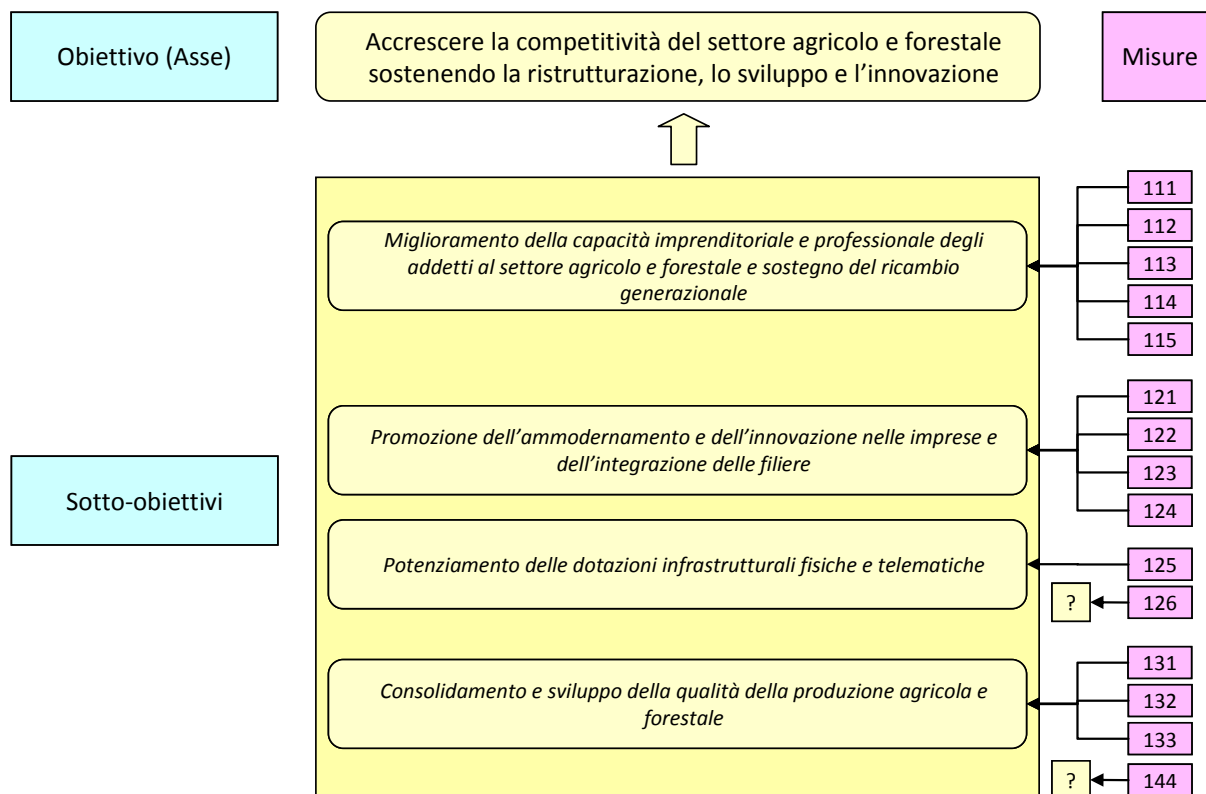 Obiettivo (Asse)
Accrescere la competitività del settore agricolo e forestale
sostenendo la ristrutturazione, lo sviluppo e l’innovazione
Misure
111
112
Miglioramento della capacità imprenditoriale e professionale degli
addetti al settore agricolo e forestale e sostegno del ricambio
generazionale
113
114
115
121
Promozione dell’ammodernamento e dell’innovazione nelle imprese e
dell’integrazione delle filiere
122
123
124
Sotto-obiettivi
Potenziamento delle dotazioni infrastrutturali fisiche e telematiche
125
? 126
131
Consolidamento e sviluppo della qualità della produzione agricola e
forestale
132
133
? 144